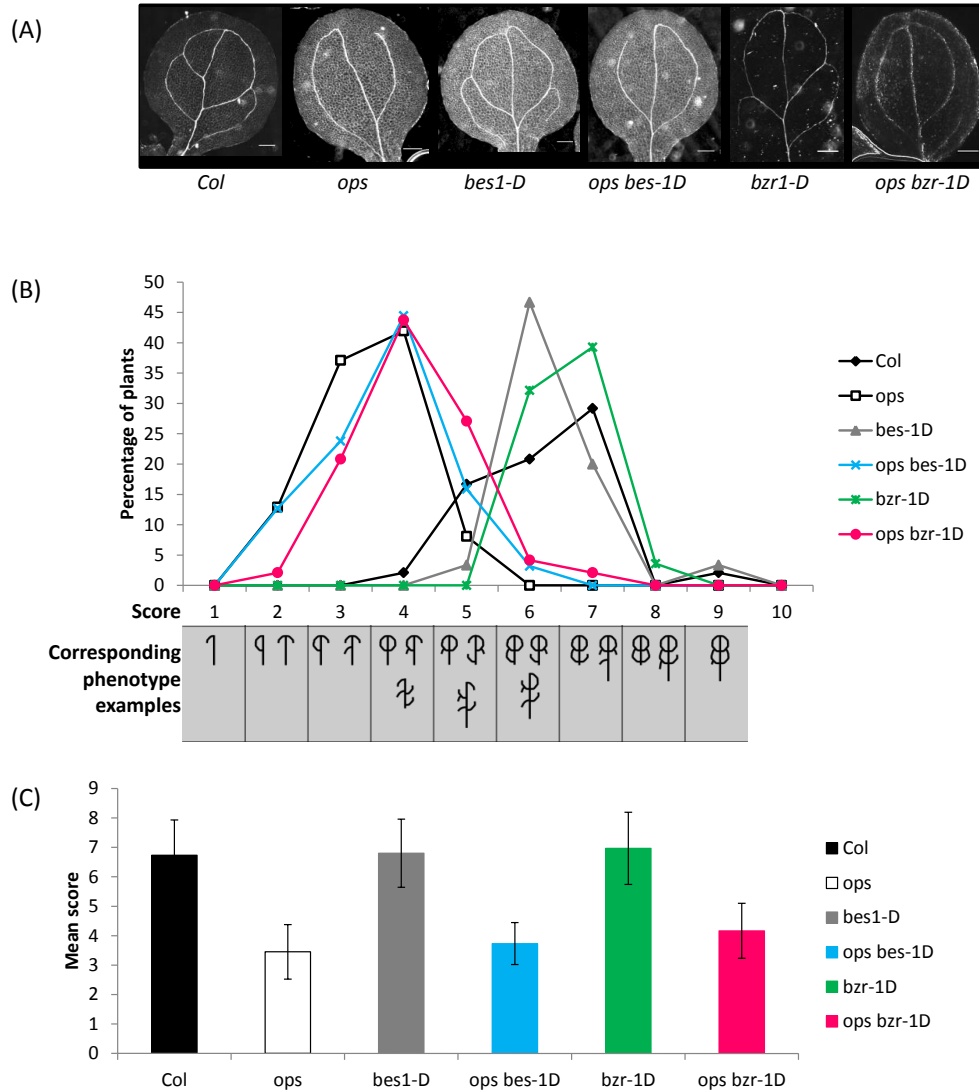 (A)
Col ops bes1-D ops bes-1D bzr1-D ops bzr-1D
(B)
50
45
40
35
30
25
20
15
10
5
0
Percentage of plants
Col
ops
bes-1D
ops bes-1D
bzr-1D
ops bzr-1D
Score 1 2 3 4 5 6 7 8 9 10
Corresponding
phenotype
examples
(C)
9
8
7
6
5
4
3
2
1
0
Mean score
Col
ops
bes1-D
ops bes-1D
bzr-1D
ops bzr-1D
Col ops bes1-D ops bes-1D bzr-1D ops bzr-1D